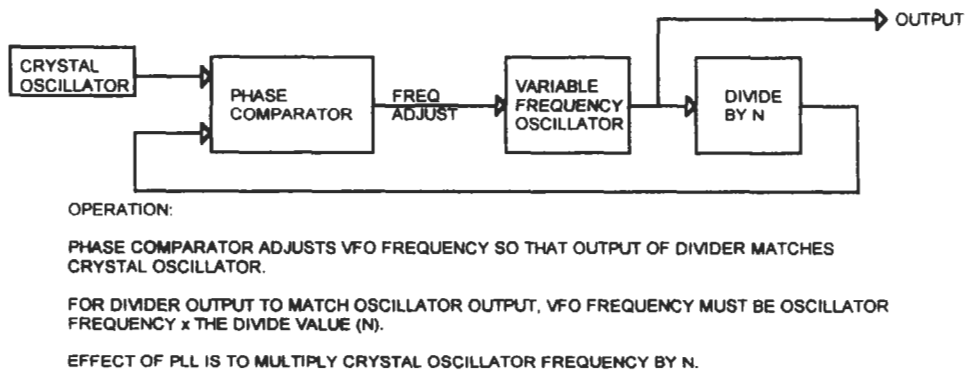 OUTPUT
CRYSTAL
OSCILLATOR
PHASE
COMPARATOR
FREQ
ADJUST
VARIABLE
FREQUENCY
OSCILLATOR
DIVIDE
BY N
OPERATION:
PHASE COMPARATOR ADJUSTS VFO FREQUENCY SO THAT OUTPUT OF DIVIDER MATCHES
CRYSTAL OSCILLATOR.
FOR DIVIDER OUTPUT TO MATCH OSCILLATOR OUTPUT, VFO FREQUENCY MUST BE OSCILLATOR
FREQUENCY x THE DIVIDE VALUE (N).
EFFECT OF PLL IS TO MULTIPLY CRYSTAL OSCILLATOR FREQUENCY BY N.